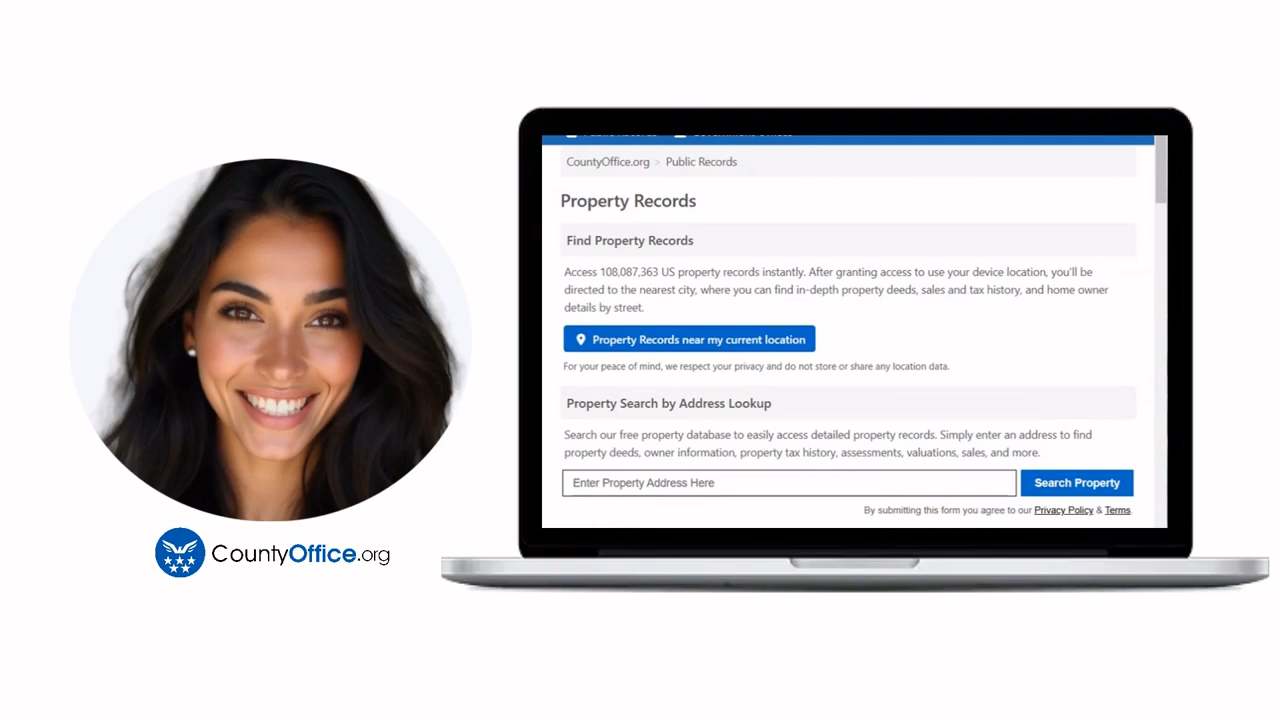 CountyOffice.org > Public Records
Property Records
Find Property Records
Access 108,087,363 US property records instantly. After granting access to use your device location, you'll be
directed to the nearest city, where you can find in-depth property deeds, sales and tax history, and home owner
details by street.
Property Records near my current location
For your peace of mind, we respect your privacy and do not store or share any location data.
Property Search by Address Lookup
Search our free property database to easily access detailed property records. Simply enter an address to find
property deeds, owner information, property tax history, assessments, valuations, sales, and more.
Enter Property Address Here
Search Property
By submitting this form you agree to our Privacy Policy & Terms.
CountyOffice.org